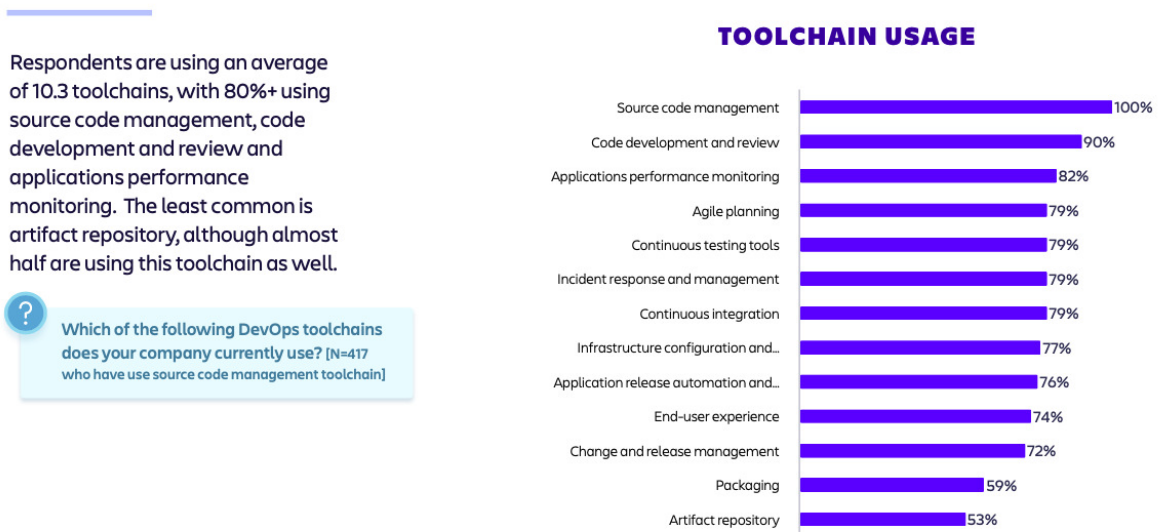 Respondents are using an average
of 10.3 toolchains, with 80%+ using
source code management, code
development and review and
applications performance
monitoring. The least common is
artifact repository, although almost
half are using this toolchain as well.
?
Which of the following DevOps toolchains
does your company currently use? [N=417
who have use source code management toolchain]
TOOLCHAIN USAGE
Source code management 100%
Code development and review 90%
Applications performance monitoring 82%
Agile planning 79%
Continuous testing tools 79%
Incident response and management 79%
Continuous integration 79%
Infrastructure configuration and... 77%
Application release automation and... 76%
End-user experience 74%
Change and release management 72%
Packaging 59%
Artifact repository 53%